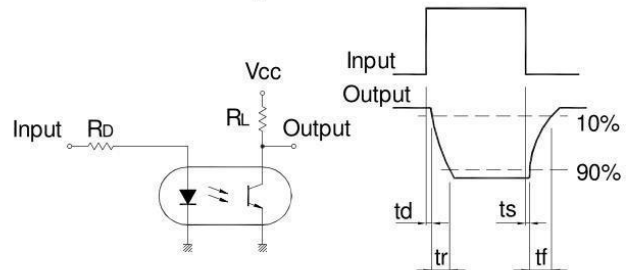 Vcc
RL
Input
RD
Output
Input
Output
10%
90%
td
ts
tr
tf